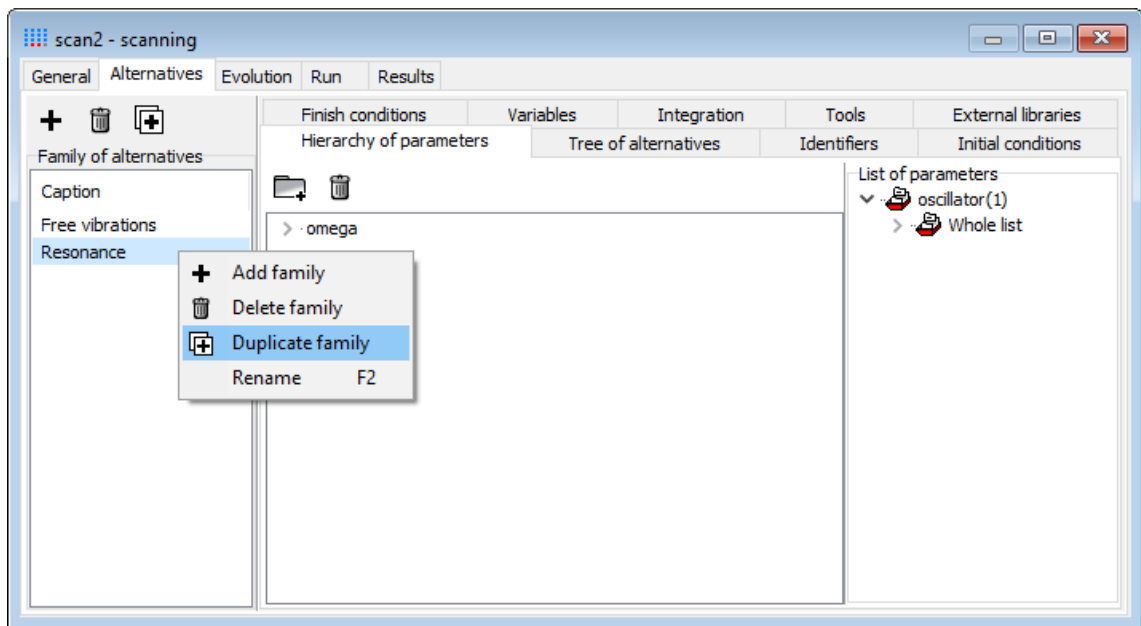 scan2 - scanning
General Alternatives Evolution Run Results
Finish conditions Variables Integration Tools External libraries
Hierarchy of parameters Tree of alternatives Identifiers Initial conditions
Family of alternatives
Caption
Free vibrations
Resonance
Add family
Delete family
Duplicate family
Rename F2
omega
List of parameters
oscillator(1)
Whole list